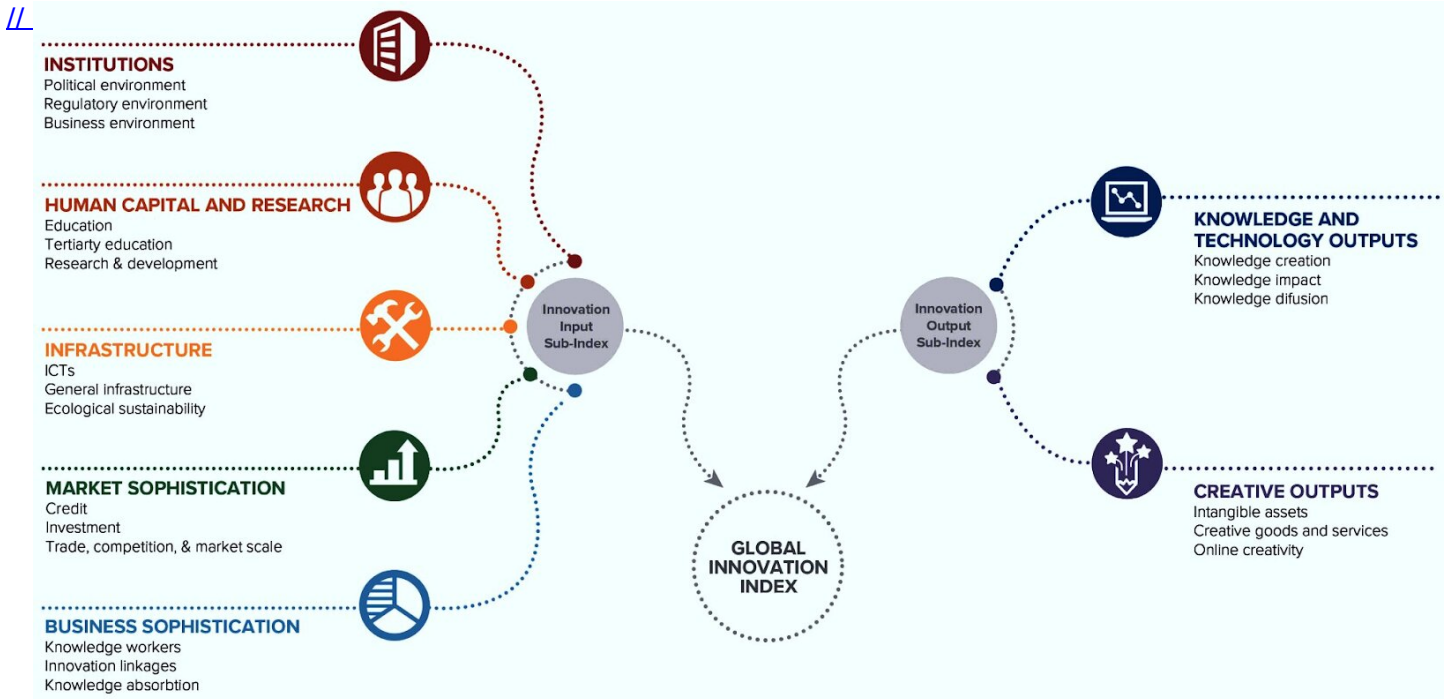 //
INSTITUTIONS
Political environment
Regulatory environment
Business environment
HUMAN CAPITAL AND RESEARCH
Education
Tertiarty education
Research & development
INFRASTRUCTURE
ICTs
General infrastructure
Ecological sustainability
MARKET SOPHISTICATION
Credit
Investment
Trade, competition, & market scale
BUSINESS SOPHISTICATION
Knowledge workers
Innovation linkages
Knowledge absorbtion
Innovation
Input
Sub-Index
Innovation
Output
Sub-Index
GLOBAL
INNOVATION
INDEX
KNOWLEDGE AND
TECHNOLOGY OUTPUTS
Knowledge creation
Knowledge impact
Knowledge difusion
CREATIVE OUTPUTS
Intangible assets
Creative goods and services
Online creativity